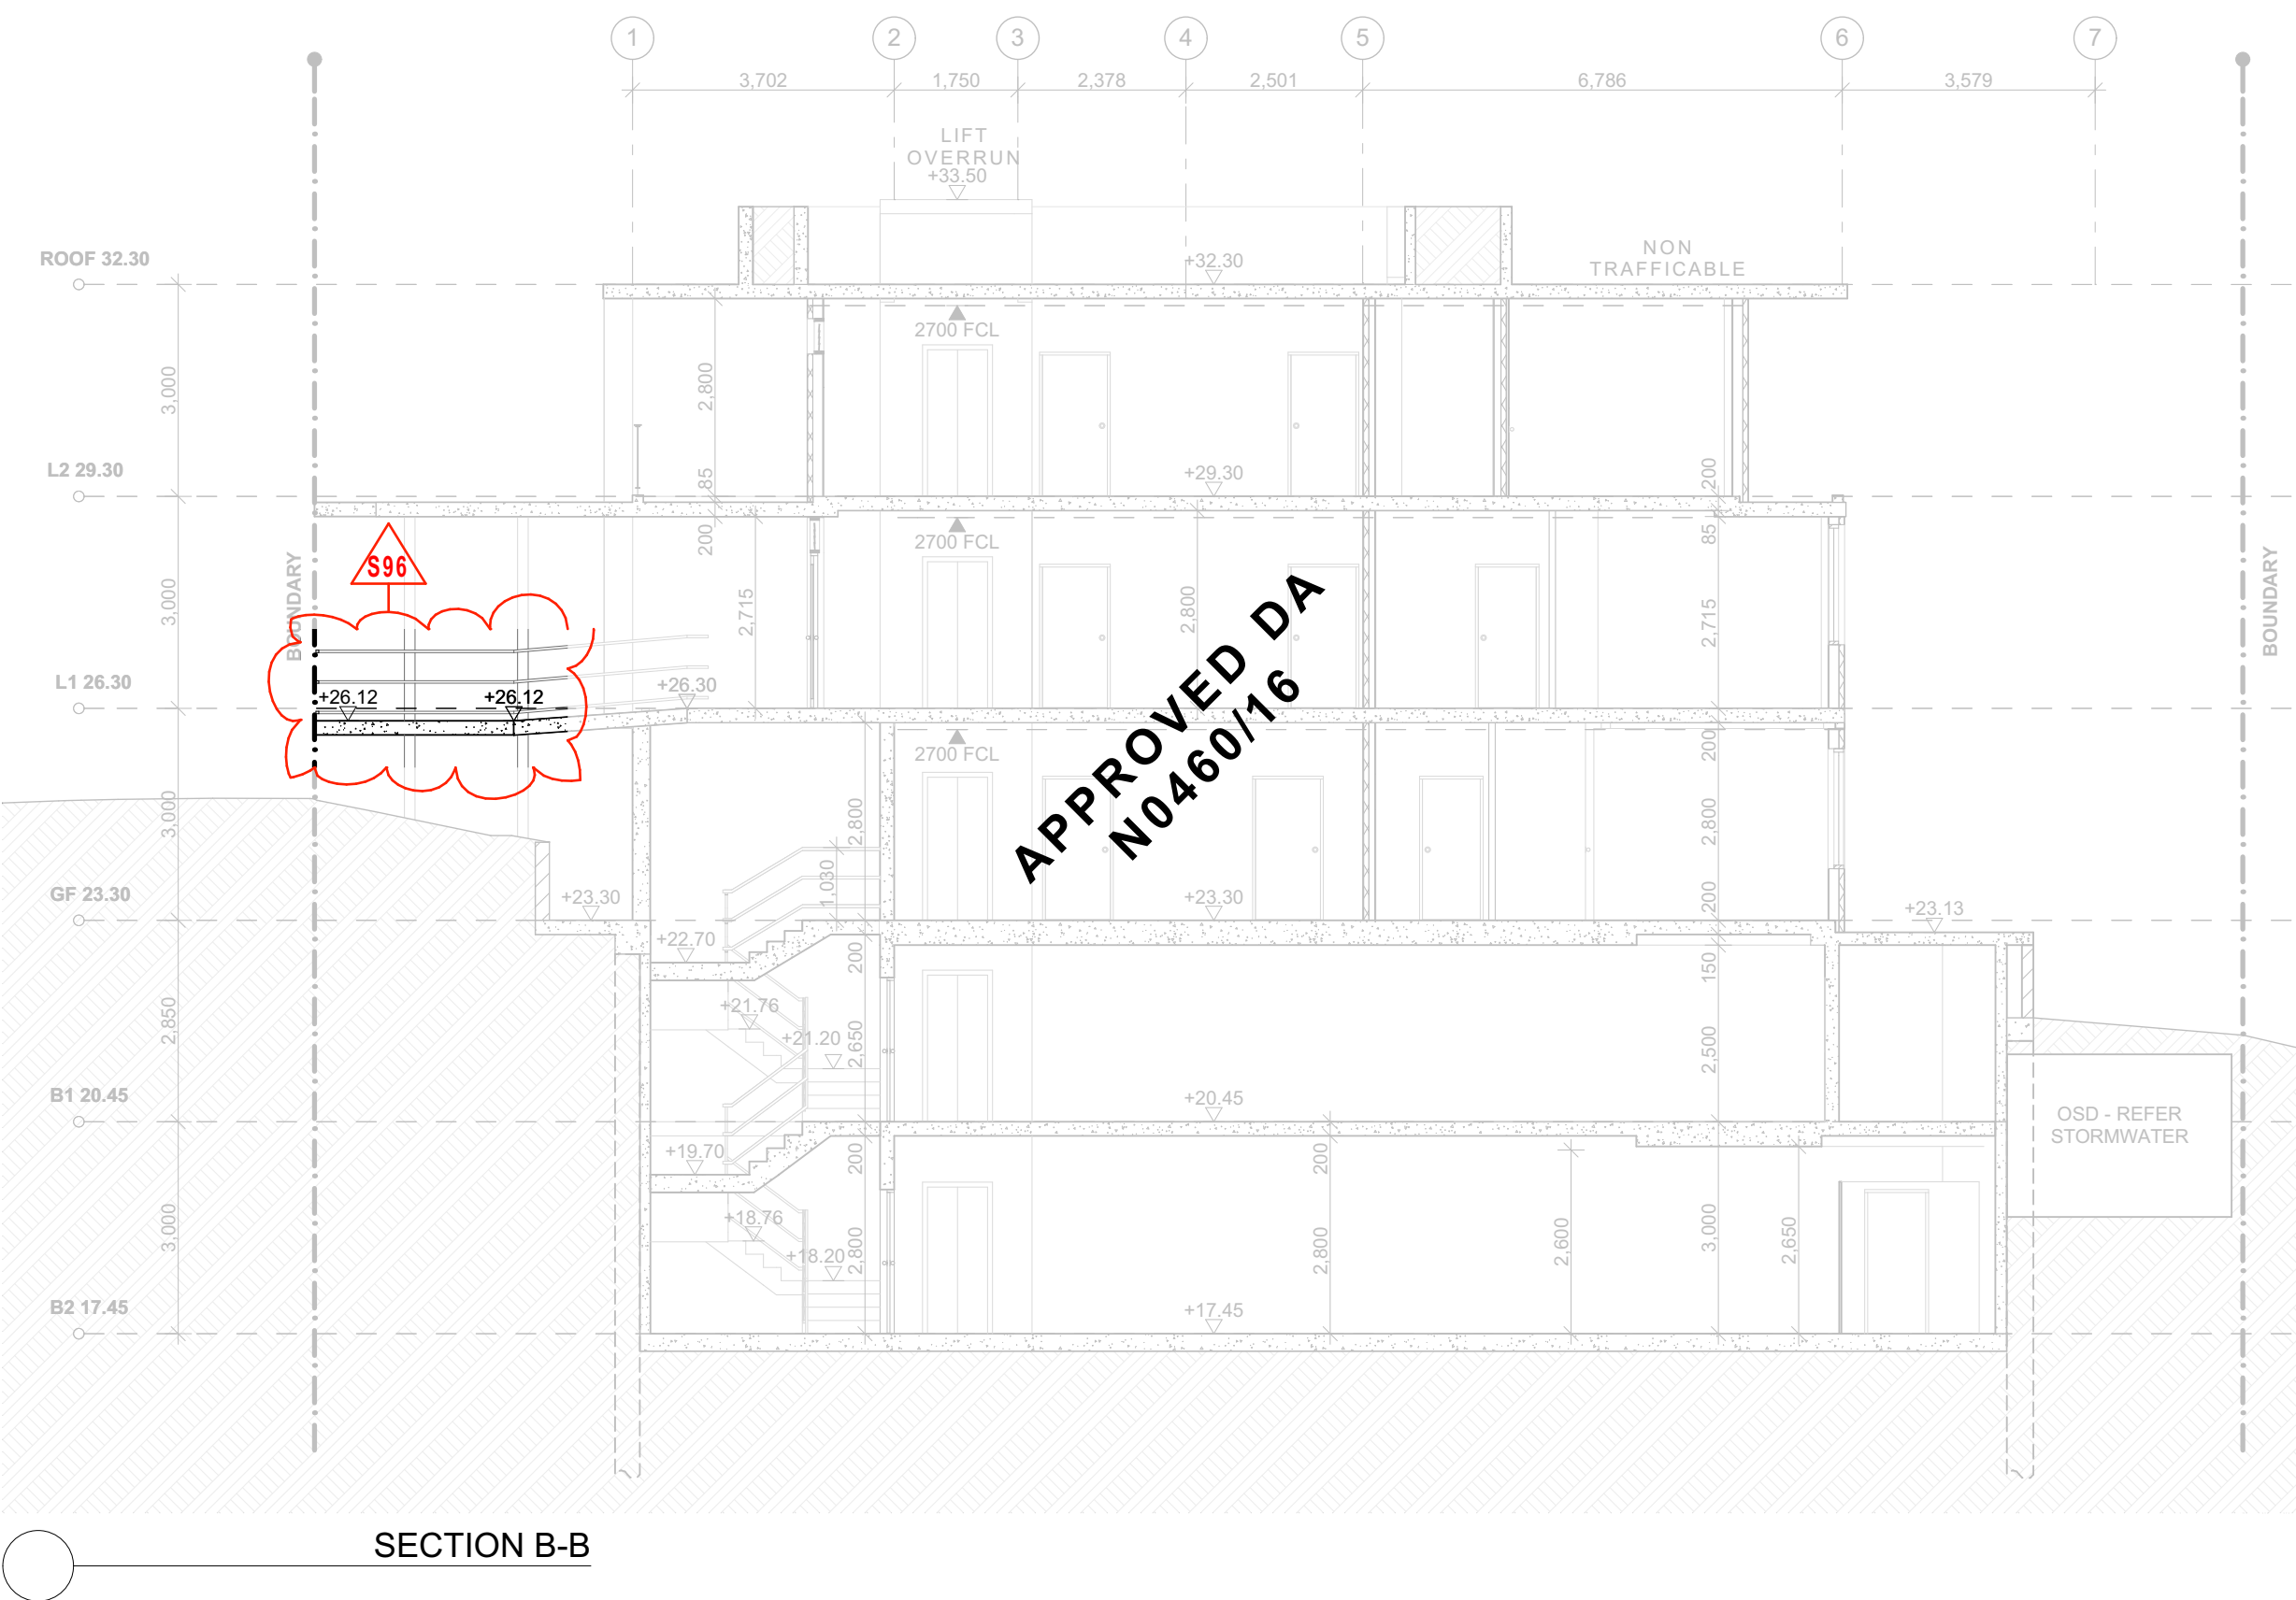 1 2 3 4 5 6 7
3,702 1,750 2,378 2,501 6,786 3,579
LIFT
OVERRUN
+33.50
NON
TRAFFICABLE
ROOF 32.30
+32.30
2700 FCL
3,000
2,800
L2 29.30
85
+29.30
200
200
2700 FCL
85
S96
BOUNDARY
BOUNDARY
3,000
2,715
2,800
2,715
APPROVED DA
N0460/16
L1 26.30
+26.12
+26.12
+26.30
2700 FCL
200
3,000
2,800
2,800
1,030
GF 23.30
+23.30
+23.30
200
+23.13
+22.70
200
150
2,850
+21.76
+21.20
2,650
2,500
B1 20.45
+20.45
OSD - REFER
STORMWATER
+19.70
200
200
3,000
+18.76
+18.20
2,800
2,800
2,600
3,000
2,650
B2 17.45
+17.45
SECTION B-B